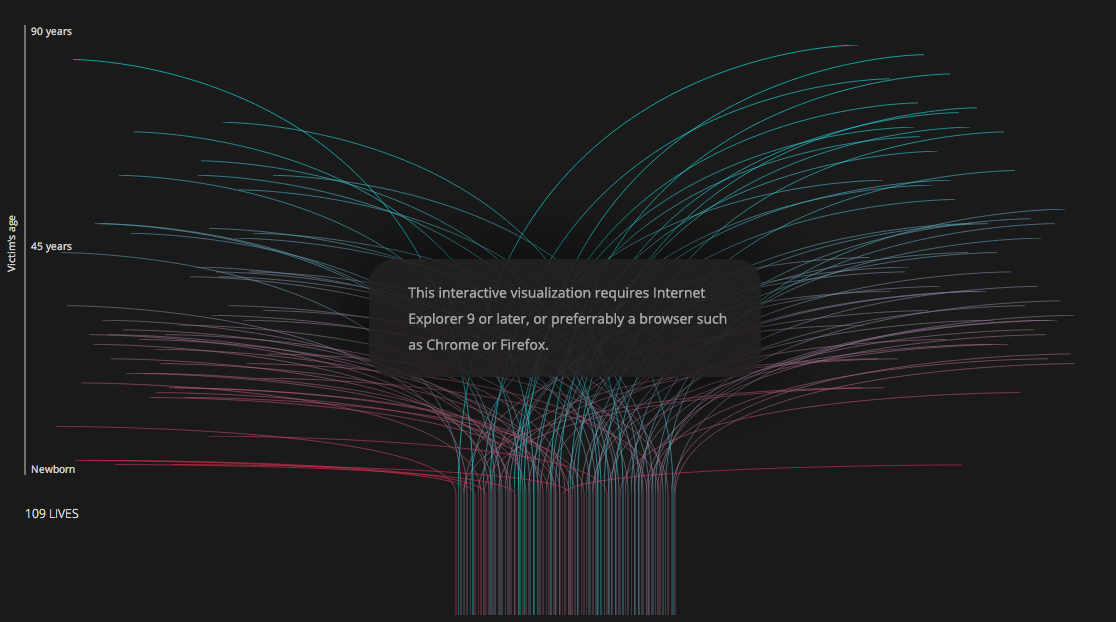 90 years
Victim's age
45 years
This interactive visualization requires Internet
Explorer 9 or later, or preferrably a browser such
as Chrome or Firefox.
Newborn
109 LIVES